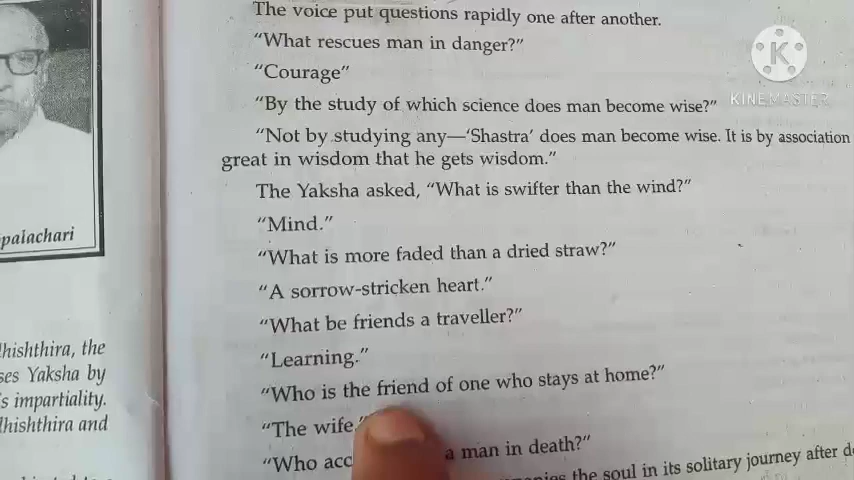 The voice put questions rapidly one after another.
"What rescues man in danger?"
"Courage"
"By the study of which science does man become wise?"
"Not by studying any—'Shastra' does man become wise. It is by association
great in wisdom that he gets wisdom."
The Yaksha asked, "What is swifter than the wind?"
"Mind."
"What is more faded than a dried straw?"
"A sorrow-stricken heart."
"What be friends a traveller?"
"Learning."
"Who is the friend of one who stays at home?"
"The wife."
"Who acc a man in death?"
the soul in its solitary journey after
KINEMASTER
palachari
hishthira, the
ses Yaksha by
s impartiality.
dhishthira and